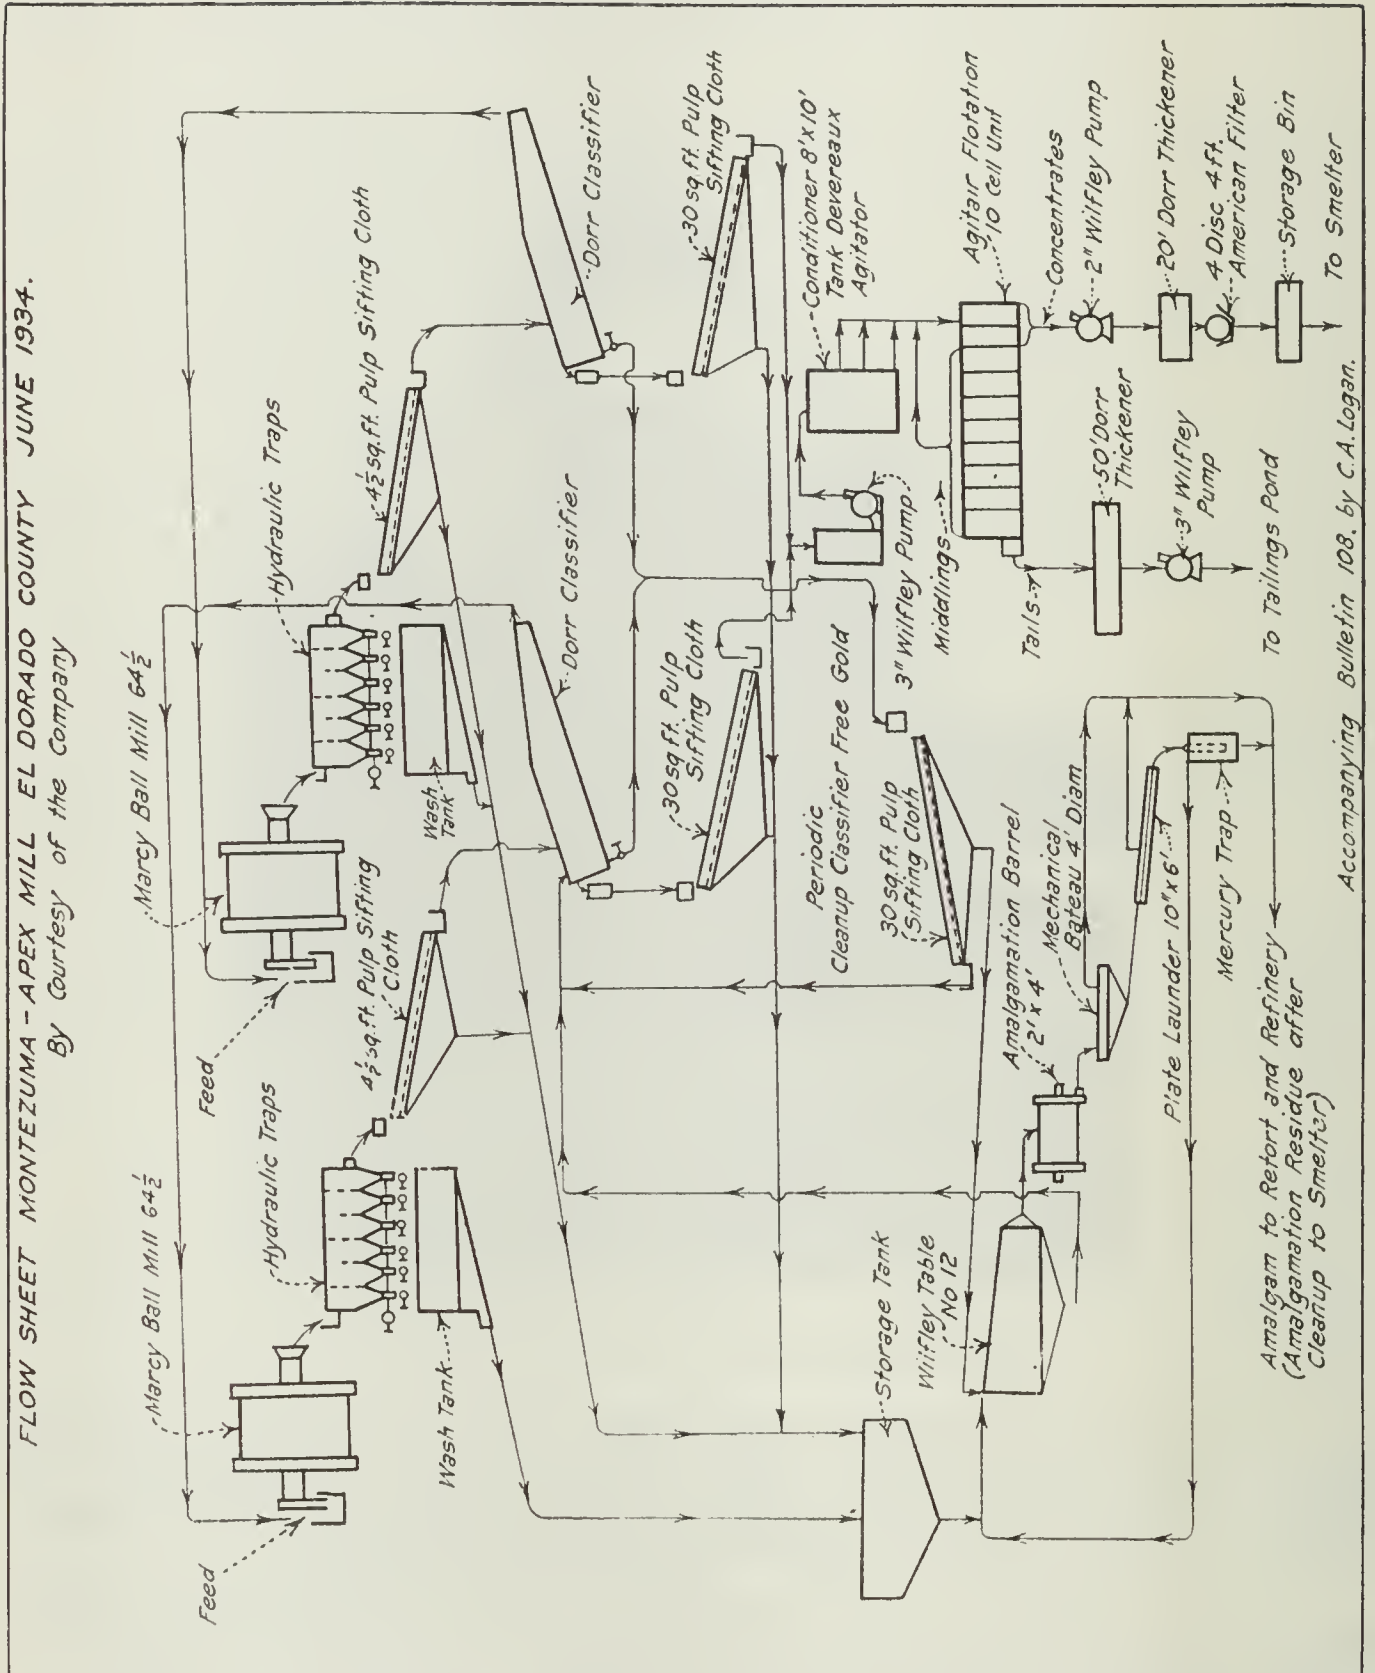 FLOW SHEET MONTEZUMA - APEX MILL EL DORADO COUNTY JUNE 1934.
By Courtesy of the Company
Marcy Ball Mill 64½
Marcy Ball Mill 64½
Feed
Feed
Hydraulic Traps
Hydraulic Traps
4½ sq.ft. Pulp Sifting
Cloth
4½ sq.ft. Pulp Sifting Cloth
Wash Tank
Wash
Tank
Dorr Classifier
Dorr Classifier
30 sq.ft. Pulp
Sifting Cloth
30 sq.ft. Pulp
Sifting Cloth
Conditioner 8'x10'
Tank Devereaux
Agitator
3" Wilfley Pump
Periodic
Cleanup Classifier Free Gold
30 sq.ft. Pulp
Sifting Cloth
Storage Tank
Wilfley Table
No 12
Amalgamation Barrel
2' x 4'
Mechanical
Bateau 4' Diam
Plate Launder 10"x6'
Mercury Trap
Amalgam to Retort and Refinery
(Amalgamation Residue after
Cleanup to Smelter)
Middlings
Agitair Flotation
10 Cell Unit
Concentrates
2" Wilfley Pump
20' Dorr Thickener
4 Disc 4ft.
American Filter
Storage Bin
To Smelter
Tails
50' Dorr
Thickener
3" Wilfley
Pump
To Tailings Pond
Accompanying Bulletin 108. by C.A.Logan.